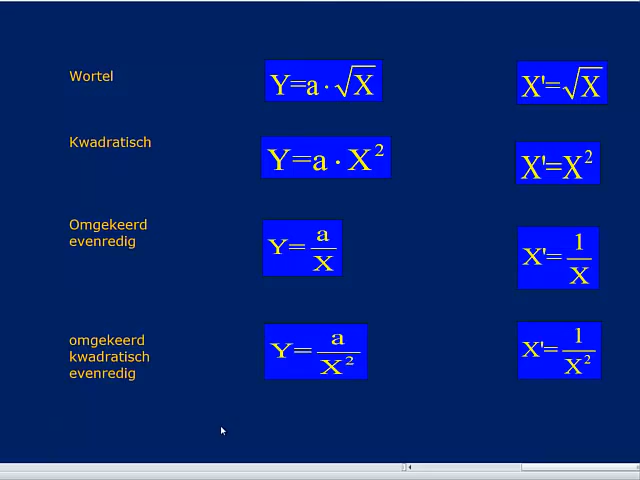 Wortel Y=a·√X X'=√X
Kwadratisch Y=a·X² X'=X²
Omgekeerd
evenredig Y=a/X X'=1/X
omgekeerd
kwadratisch
evenredig Y=a/X² X'=1/X²